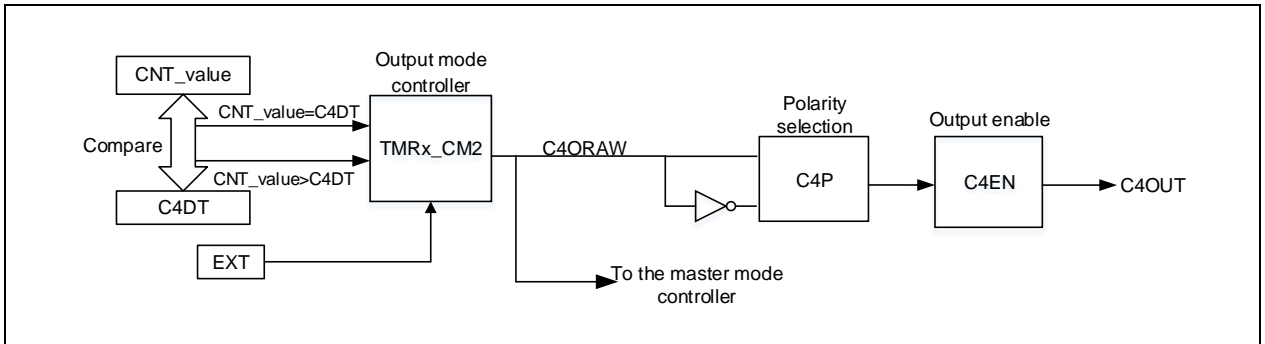 CNT_value
Compare
C4DT
CNT_value=C4DT
CNT_value>C4DT
EXT
Output mode
controller
TMRx_CM2
C4ORAW
To the master mode
controller
Polarity
selection
C4P
Output enable
C4EN
C4OUT